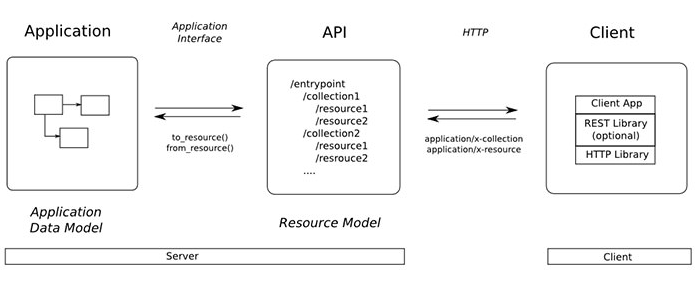 Application
Application
Interface
API
HTTP
Client
/entrypoint
/collection1
/resource1
/resource2
/collection2
/resource1
/resrouce2
....
to_resource()
from_resource()
application/x-collection
application/x-resource
Client App
REST Library
(optional)
HTTP Library
Application
Data Model
Resource Model
Server
Client